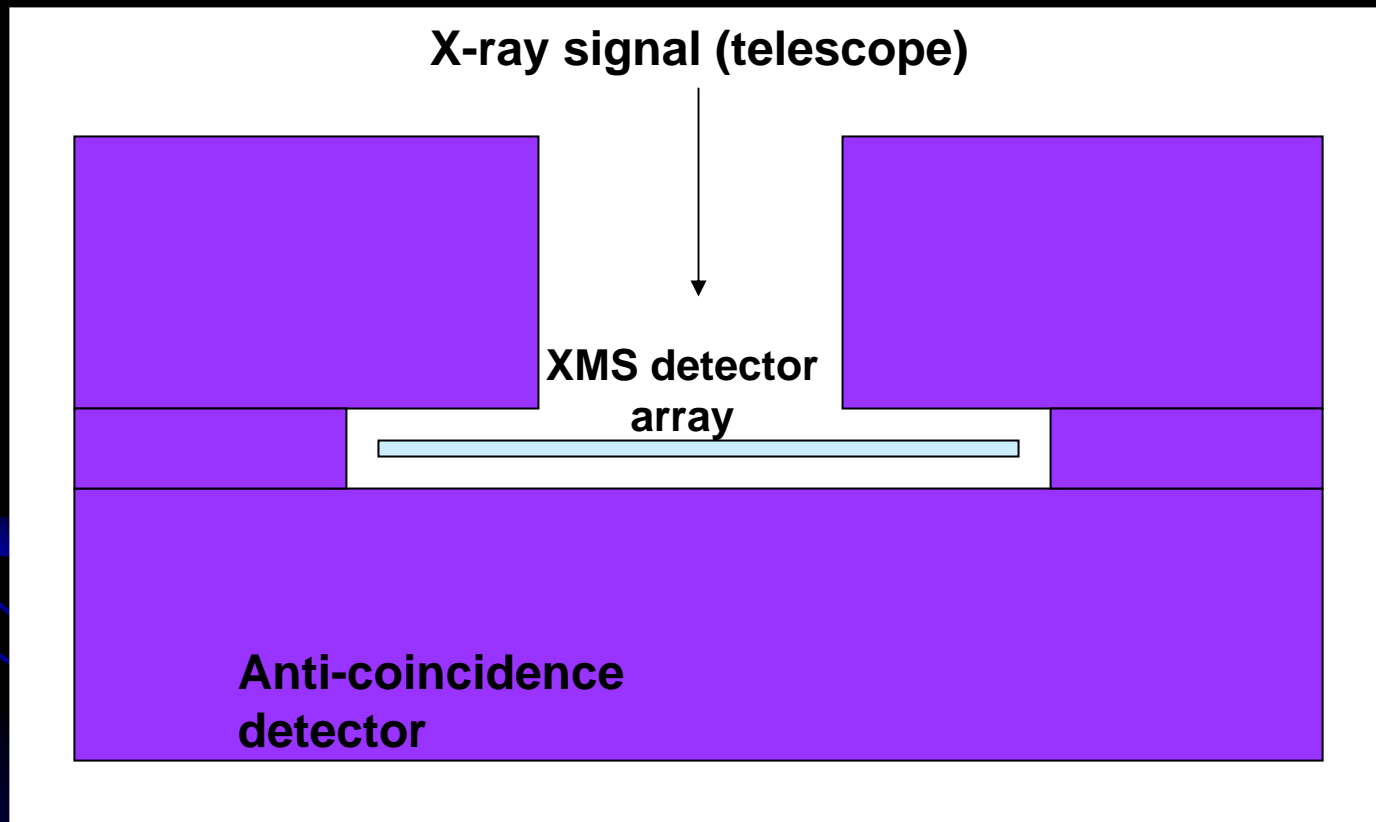 X-ray signal (telescope)
XMS detector
array
Anti-coincidence
detector